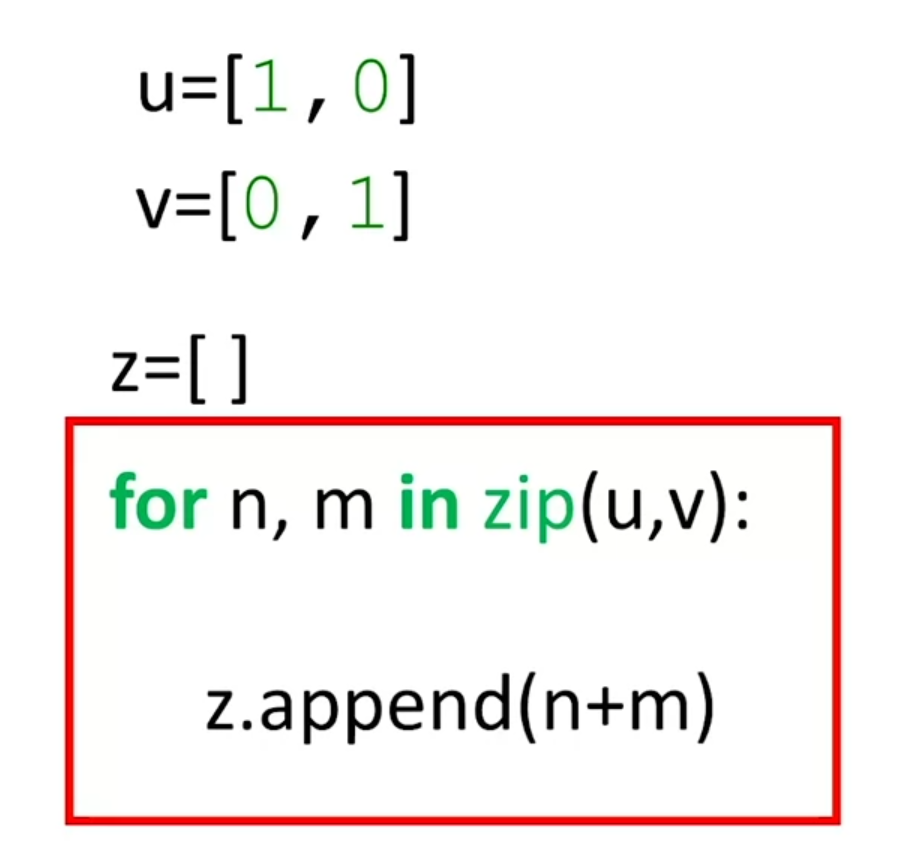 u=[1,0]
v=[0,1]
z=[ ]
for n, m in zip(u,v):
z.append(n+m)